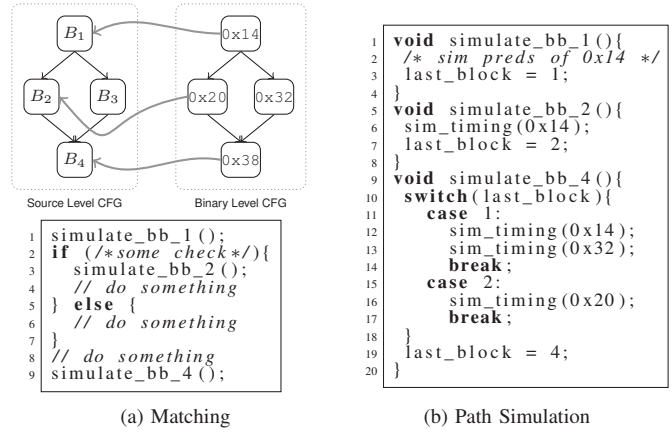 B1
0x14
B2
B3
0x20
0x32
B4
0x38
Source Level CFG
Binary Level CFG
1 simulate_bb_1();
2 if (/*some check*/){
3 simulate_bb_2();
4 // do something
5 } else {
6 // do something
7 }
8 // do something
9 simulate_bb_4();
(a) Matching
1 void simulate_bb_1(){
2 /* sim preds of 0x14 */
3 last_block = 1;
4 }
5 void simulate_bb_2(){
6 sim_timing(0x14);
7 last_block = 2;
8 }
9 void simulate_bb_4(){
10 switch(last_block){
11 case 1:
12 sim_timing(0x14);
13 sim_timing(0x32);
14 break;
15 case 2:
16 sim_timing(0x20);
17 break;
18 }
19 last_block = 4;
20 }
(b) Path Simulation